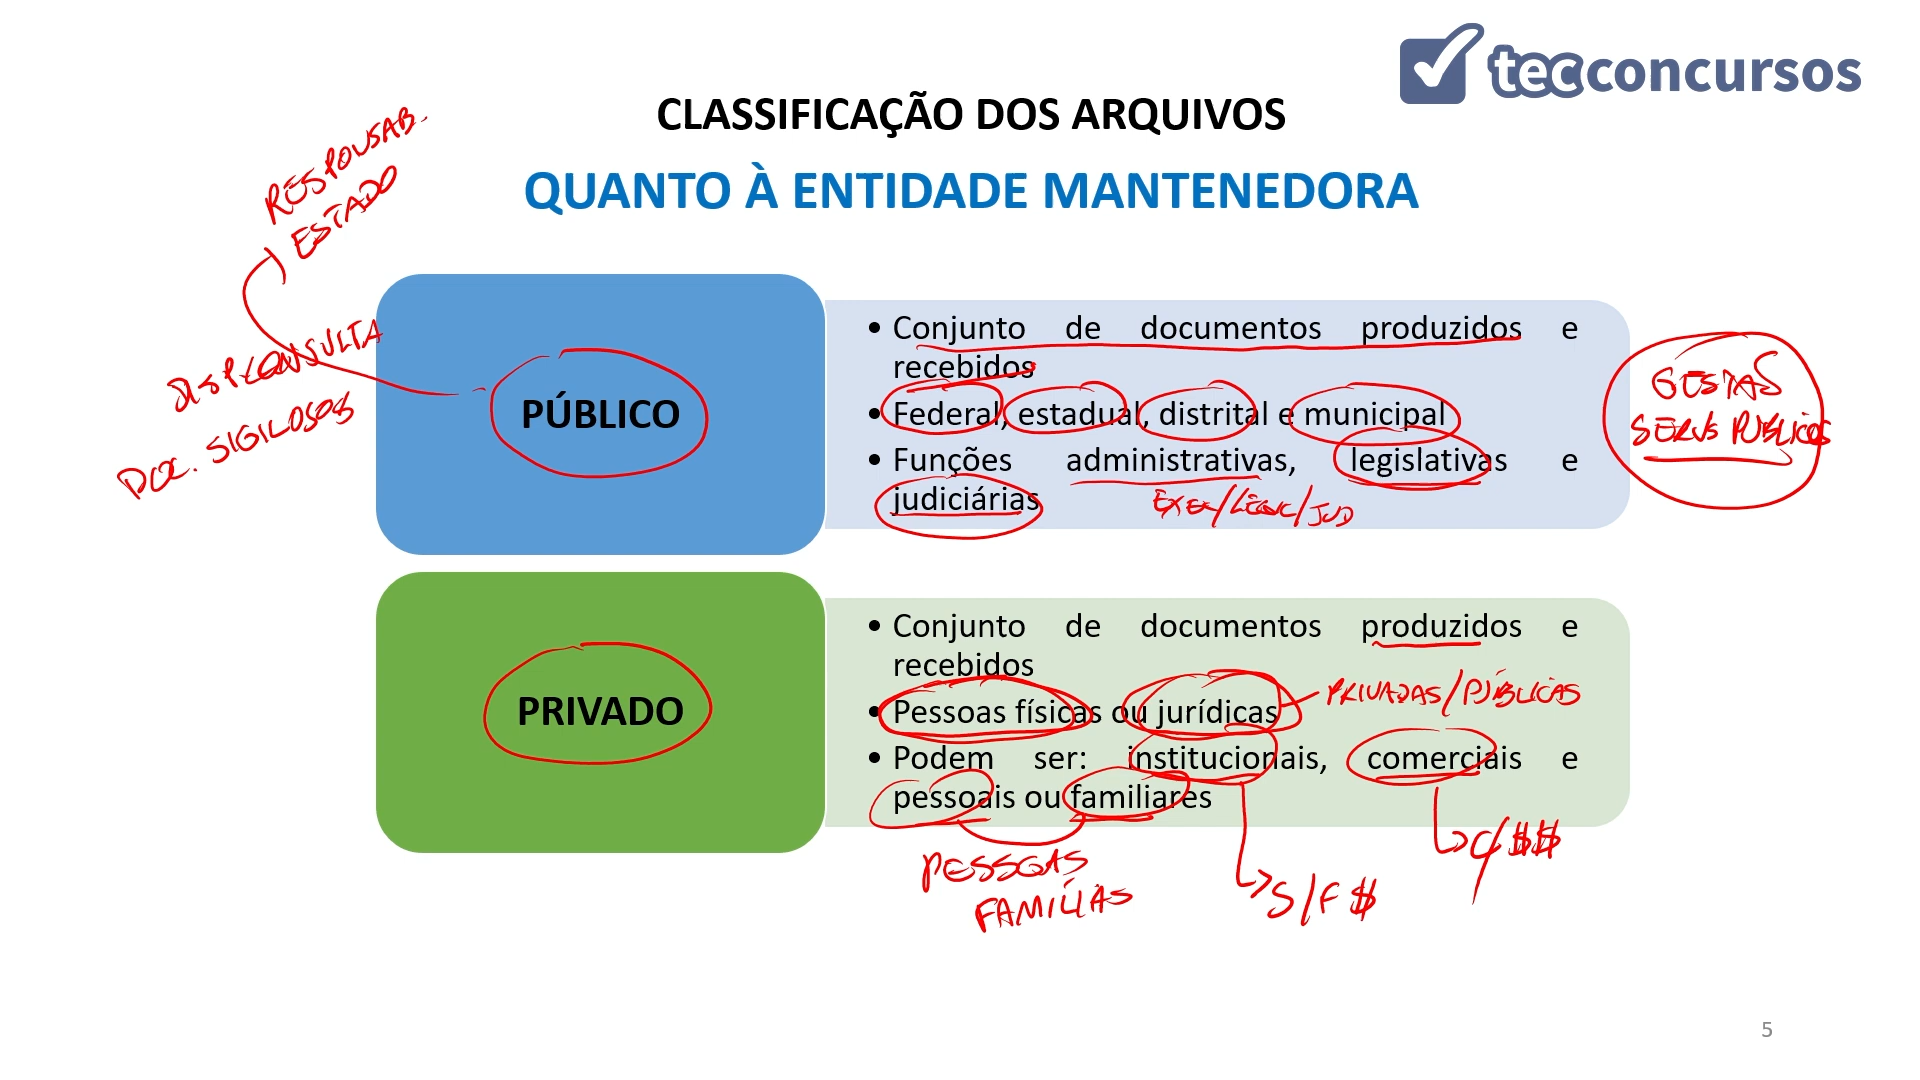 tecconcursos
CLASSIFICAÇÃO DOS ARQUIVOS
QUANTO À ENTIDADE MANTENEDORA
RESPONSAB.
ESTADO
DISP. CONSULTA
DOC. SIGILOSOS
PÚBLICO
• Conjunto de documentos produzidos e
recebidos
• Federal, estadual, distrital e municipal
• Funções administrativas, legislativas e
judiciárias
EXEC/LEGISL/JUD
GESTÃO
SERVS PÚBLICOS
PRIVADO
• Conjunto de documentos produzidos e
recebidos
• Pessoas físicas ou jurídicas
PRIVADAS/PÚBLICAS
• Podem ser: institucionais, comerciais e
pessoais ou familiares
PESSOAS
FAMÍLIAS
S/F $
C/ $$
5